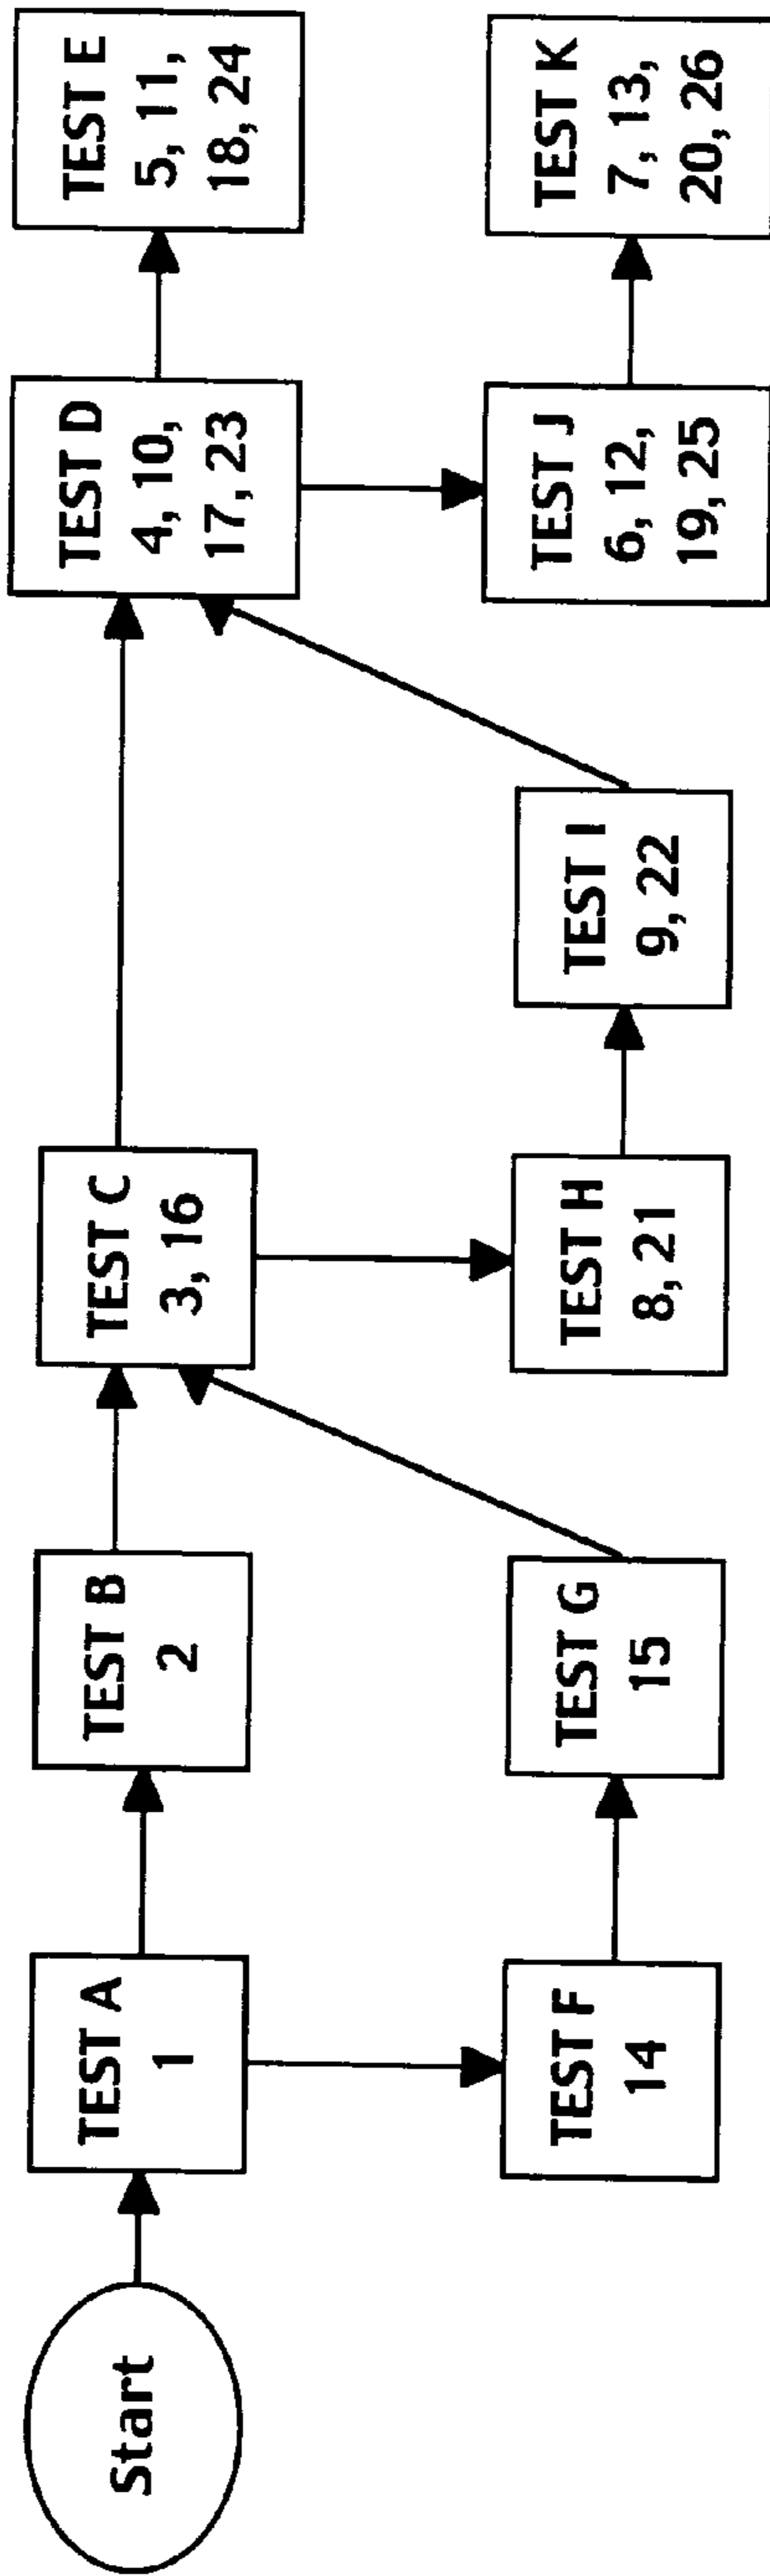 Start
TEST A
1
TEST B
2
TEST C
3, 16
TEST D
4, 10,
17, 23
TEST E
5, 11,
18, 24
TEST F
14
TEST G
15
TEST H
8, 21
TEST I
9, 22
TEST J
6, 12,
19, 25
TEST K
7, 13,
20, 26